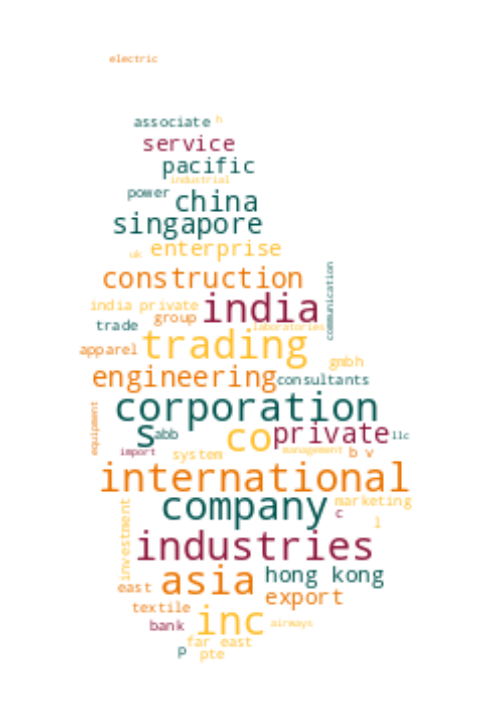 electric
associate h
service
pacific
industrial
power china
singapore
uk enterprise
construction
communication
india private india
trade group laboratories
trading
apparel gmbh
engineering consultants
corporation
equipment
s abb co private llc
import system management b v
international
company marketing
c l
investment
industries
asia hong kong
east export
textile inc
bank airways
far east
p pte